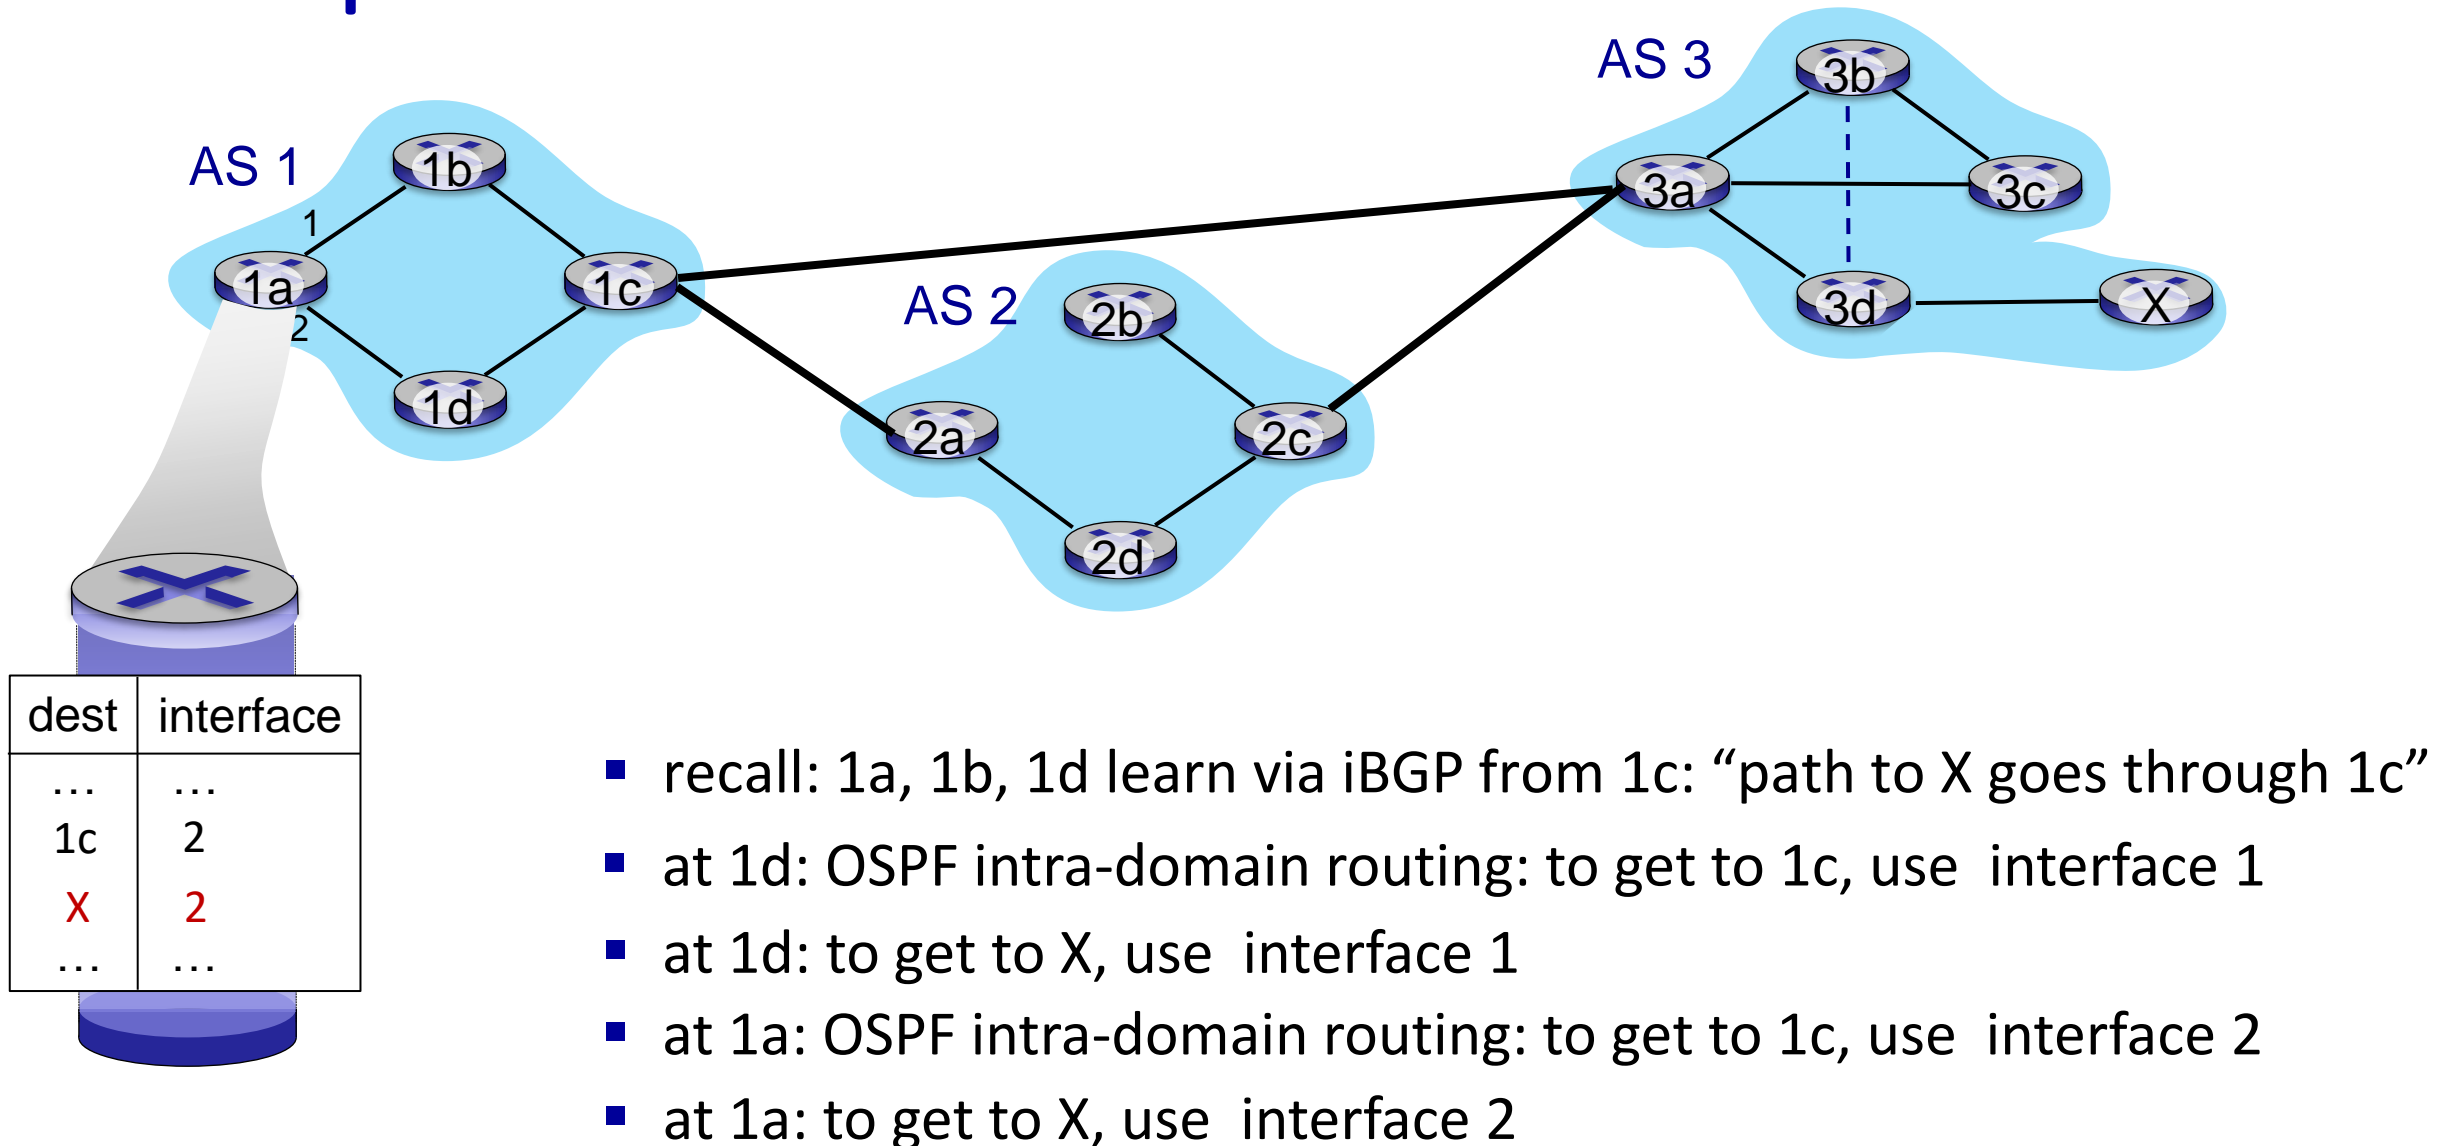 AS 3
3b
AS 1
1b
1
3a
3c
1a
1c
AS 2
2b
3d
X
2
1d
2a
2c
2d
dest interface
... ...
1c 2
X 2
... ...
▪ recall: 1a, 1b, 1d learn via iBGP from 1c: “path to X goes through 1c”
▪ at 1d: OSPF intra-domain routing: to get to 1c, use interface 1
▪ at 1d: to get to X, use interface 1
▪ at 1a: OSPF intra-domain routing: to get to 1c, use interface 2
▪ at 1a: to get to X, use interface 2